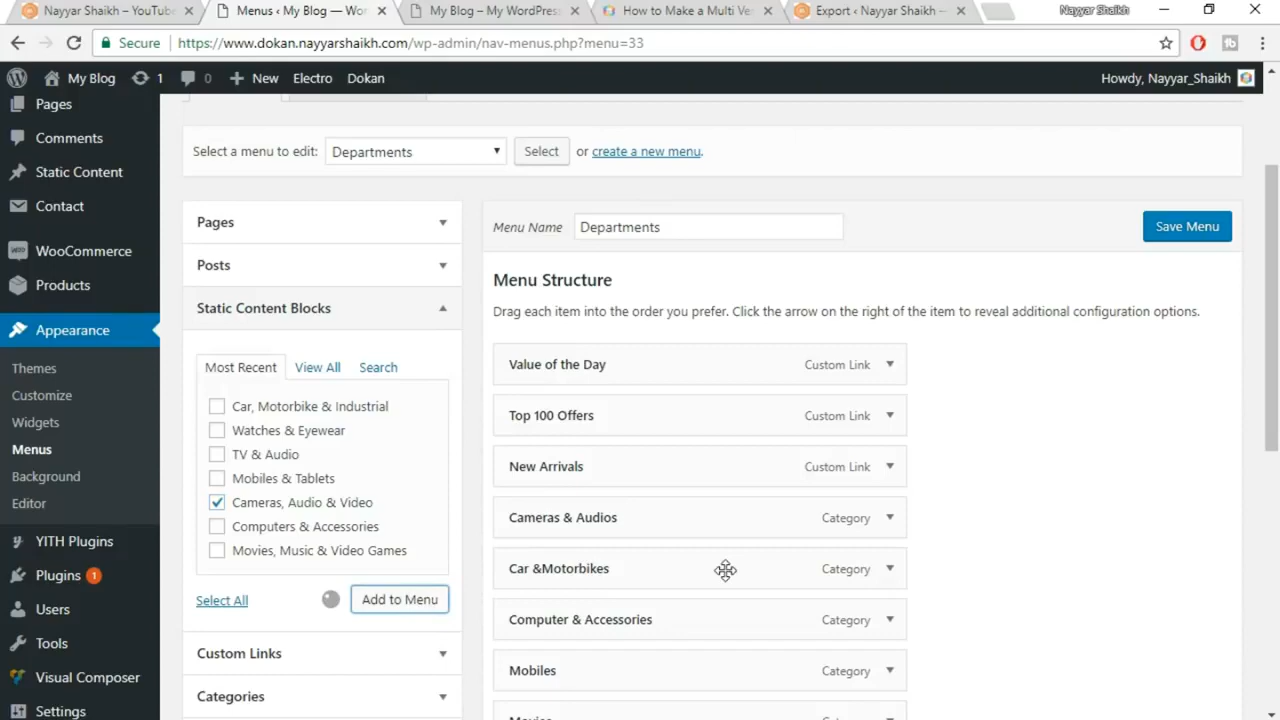 Nayyar Shaikh – YouTube
Menus ‹ My Blog — Wor
My Blog – My WordPress
How to Make a Multi Ve
Export ‹ Nayyar Shaikh —
Nayyar Shaikh
Secure
https://www.dokan.nayyarshaikh.com/wp-admin/nav-menus.php?menu=33
My Blog
1
0
New
Electro
Dokan
Howdy, Nayyar_Shaikh
Pages
Comments
Static Content
Contact
WooCommerce
Products
Appearance
Themes
Customize
Widgets
Menus
Background
Editor
YITH Plugins
Plugins 1
Users
Tools
Visual Composer
Settings
Select a menu to edit:
Departments
Select
or create a new menu.
Pages
Posts
Static Content Blocks
Most Recent
View All
Search
Car, Motorbike & Industrial
Watches & Eyewear
TV & Audio
Mobiles & Tablets
Cameras, Audio & Video
Computers & Accessories
Movies, Music & Video Games
Select All
Add to Menu
Custom Links
Categories
Menu Name
Departments
Save Menu
Menu Structure
Drag each item into the order you prefer. Click the arrow on the right of the item to reveal additional configuration options.
Value of the Day Custom Link
Top 100 Offers Custom Link
New Arrivals Custom Link
Cameras & Audios Category
Car &Motorbikes Category
Computer & Accessories Category
Mobiles Category